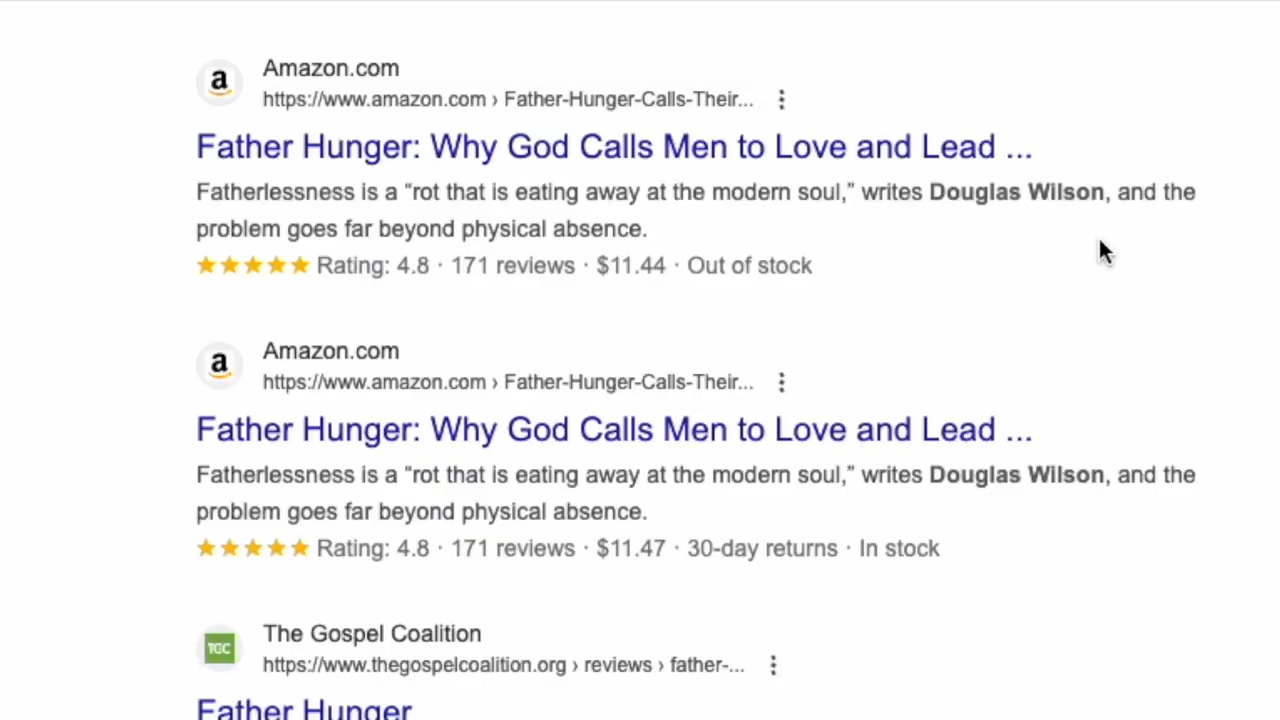 Amazon.com
https://www.amazon.com › Father-Hunger-Calls-Their...
Father Hunger: Why God Calls Men to Love and Lead ...
Fatherlessness is a “rot that is eating away at the modern soul,” writes Douglas Wilson, and the
problem goes far beyond physical absence.
Rating: 4.8 · 171 reviews · $11.44 · Out of stock
Amazon.com
https://www.amazon.com › Father-Hunger-Calls-Their...
Father Hunger: Why God Calls Men to Love and Lead ...
Fatherlessness is a “rot that is eating away at the modern soul,” writes Douglas Wilson, and the
problem goes far beyond physical absence.
Rating: 4.8 · 171 reviews · $11.47 · 30-day returns · In stock
TGC
The Gospel Coalition
https://www.thegospelcoalition.org › reviews › father-...
Father Hunger